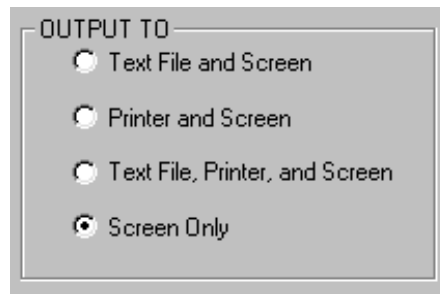 OUTPUT TO
Text File and Screen
Printer and Screen
Text File, Printer, and Screen
Screen Only